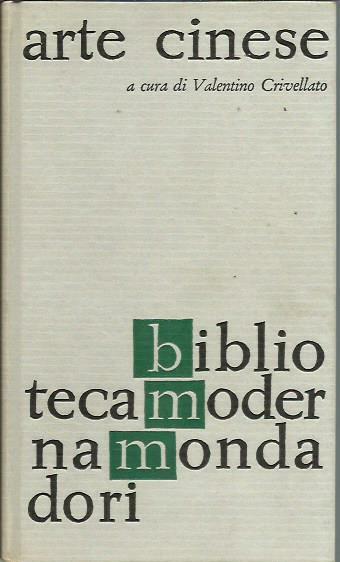 arte cinese
a cura di Valentino Crivellato
biblio
tecamoder
namonda
dori